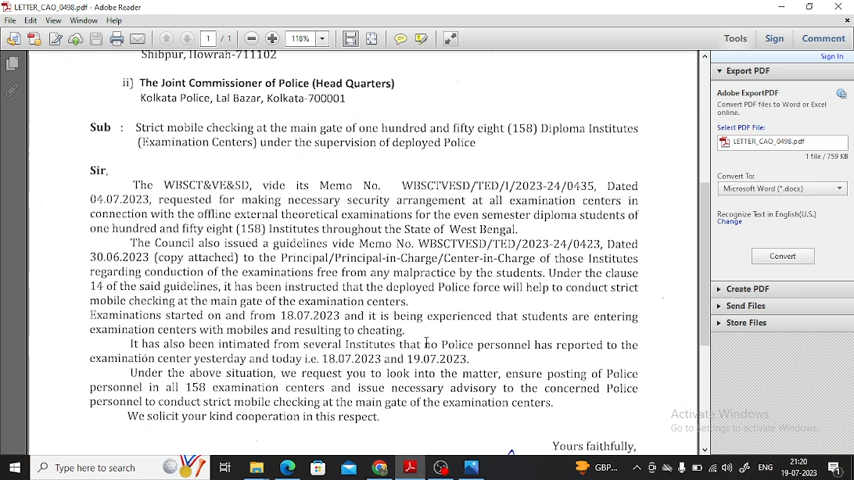 LETTER_CAO_0498.pdf - Adobe Reader
File Edit View Window Help
1 / 1 118% Tools Sign Comment
Sign In
Shibpur, Howrah-711102
ii) The Joint Commissioner of Police (Head Quarters)
Kolkata Police, Lal Bazar, Kolkata-700001
Sub : Strict mobile checking at the main gate of one hundred and fifty eight (158) Diploma Institutes
(Examination Centers) under the supervision of deployed Police
Sir,
The WBSCT&VE&SD, vide its Memo No. WBSCTVESD/TED/I/2023-24/0435, Dated
04.07.2023, requested for making necessary security arrangement at all examination centers in
connection with the offline external theoretical examinations for the even semester diploma students of
one hundred and fifty eight (158) Institutes throughout the State of West Bengal.
The Council also issued a guidelines vide Memo No. WBSCTVESD/TED/2023-24/0423, Dated
30.06.2023 (copy attached) to the Principal/Principal-in-Charge/Center-in-Charge of those Institutes
regarding conduction of the examinations free from any malpractice by the students. Under the clause
14 of the said guidelines, it has been instructed that the deployed Police force will help to conduct strict
mobile checking at the main gate of the examination centers.
Examinations started on and from 18.07.2023 and it is being experienced that students are entering
examination centers with mobiles and resulting to cheating.
It has also been intimated from several Institutes that no Police personnel has reported to the
examination center yesterday and today i.e. 18.07.2023 and 19.07.2023.
Under the above situation, we request you to look into the matter, ensure posting of Police
personnel in all 158 examination centers and issue necessary advisory to the concerned Police
personnel to conduct strict mobile checking at the main gate of the examination centers.
We solicit your kind cooperation in this respect.
Yours faithfully,
Export PDF
Adobe ExportPDF
Convert PDF files to Word or Excel
online.
Select PDF File:
LETTER_CAO_0498.pdf
1 file / 759 KB
Convert To:
Microsoft Word (*.docx)
Recognize Text in English(U.S.)
Change
Convert
Create PDF
Send Files
Store Files
Activate Windows
Go to Settings to activate Windows.
Type here to search
GBP...
ENG
21:20
19-07-2023